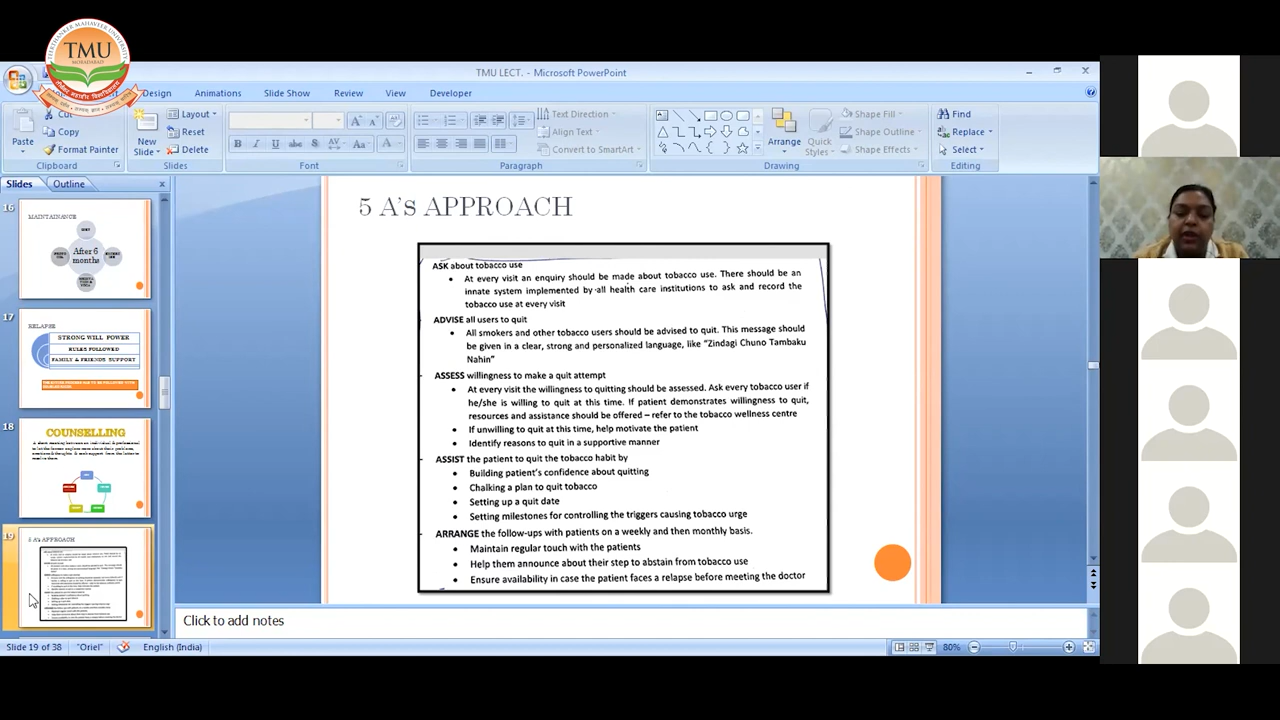 TMU
MORADABAD
TMU LECT. - Microsoft PowerPoint
Design Animations Slide Show Review View Developer
Paste
Cut
Copy
Format Painter
Clipboard
New Slide
Layout
Reset
Delete
Slides
Font
Text Direction
Align Text
Convert to SmartArt
Paragraph
Arrange
Quick Styles
Shape Fill
Shape Outline
Shape Effects
Drawing
Find
Replace
Select
Editing
Slides Outline
16
MAINTAINANCE
After 6
months
17
RELAPSE
STRONG WILL POWER
RULES FOLLOWED
FAMILY & FRIENDS SUPPORT
18
COUNSELLING
19
5 A'S APPROACH
5 A's APPROACH
ASK about tobacco use
• At every visit an enquiry should be made about tobacco use. There should be an
innate system implemented by all health care institutions to ask and record the
tobacco use at every visit
ADVISE all users to quit
• All smokers and other tobacco users should be advised to quit. This message should
be given in a clear, strong and personalized language, like "Zindagi Chuno Tambaku
Nahin"
ASSESS willingness to make a quit attempt
• At every visit the willingness to quitting should be assessed. Ask every tobacco user if
he/she is willing to quit at this time. If patient demonstrates willingness to quit,
resources and assistance should be offered – refer to the tobacco wellness centre
• If unwilling to quit at this time, help motivate the patient
• Identify reasons to quit in a supportive manner
ASSIST the patient to quit the tobacco habit by
• Building patient's confidence about quitting
• Chalking a plan to quit tobacco
• Setting up a quit date
• Setting milestones for controlling the triggers causing tobacco urge
ARRANGE the follow-ups with patients on a weekly and then monthly basis.
• Maintain regular touch with the patients
• Help them announce about their step to abstain from tobacco use
• Ensure availability in case the patient faces a relapse before meeting the doctor
Click to add notes
Slide 19 of 38 "Oriel" English (India) 80%